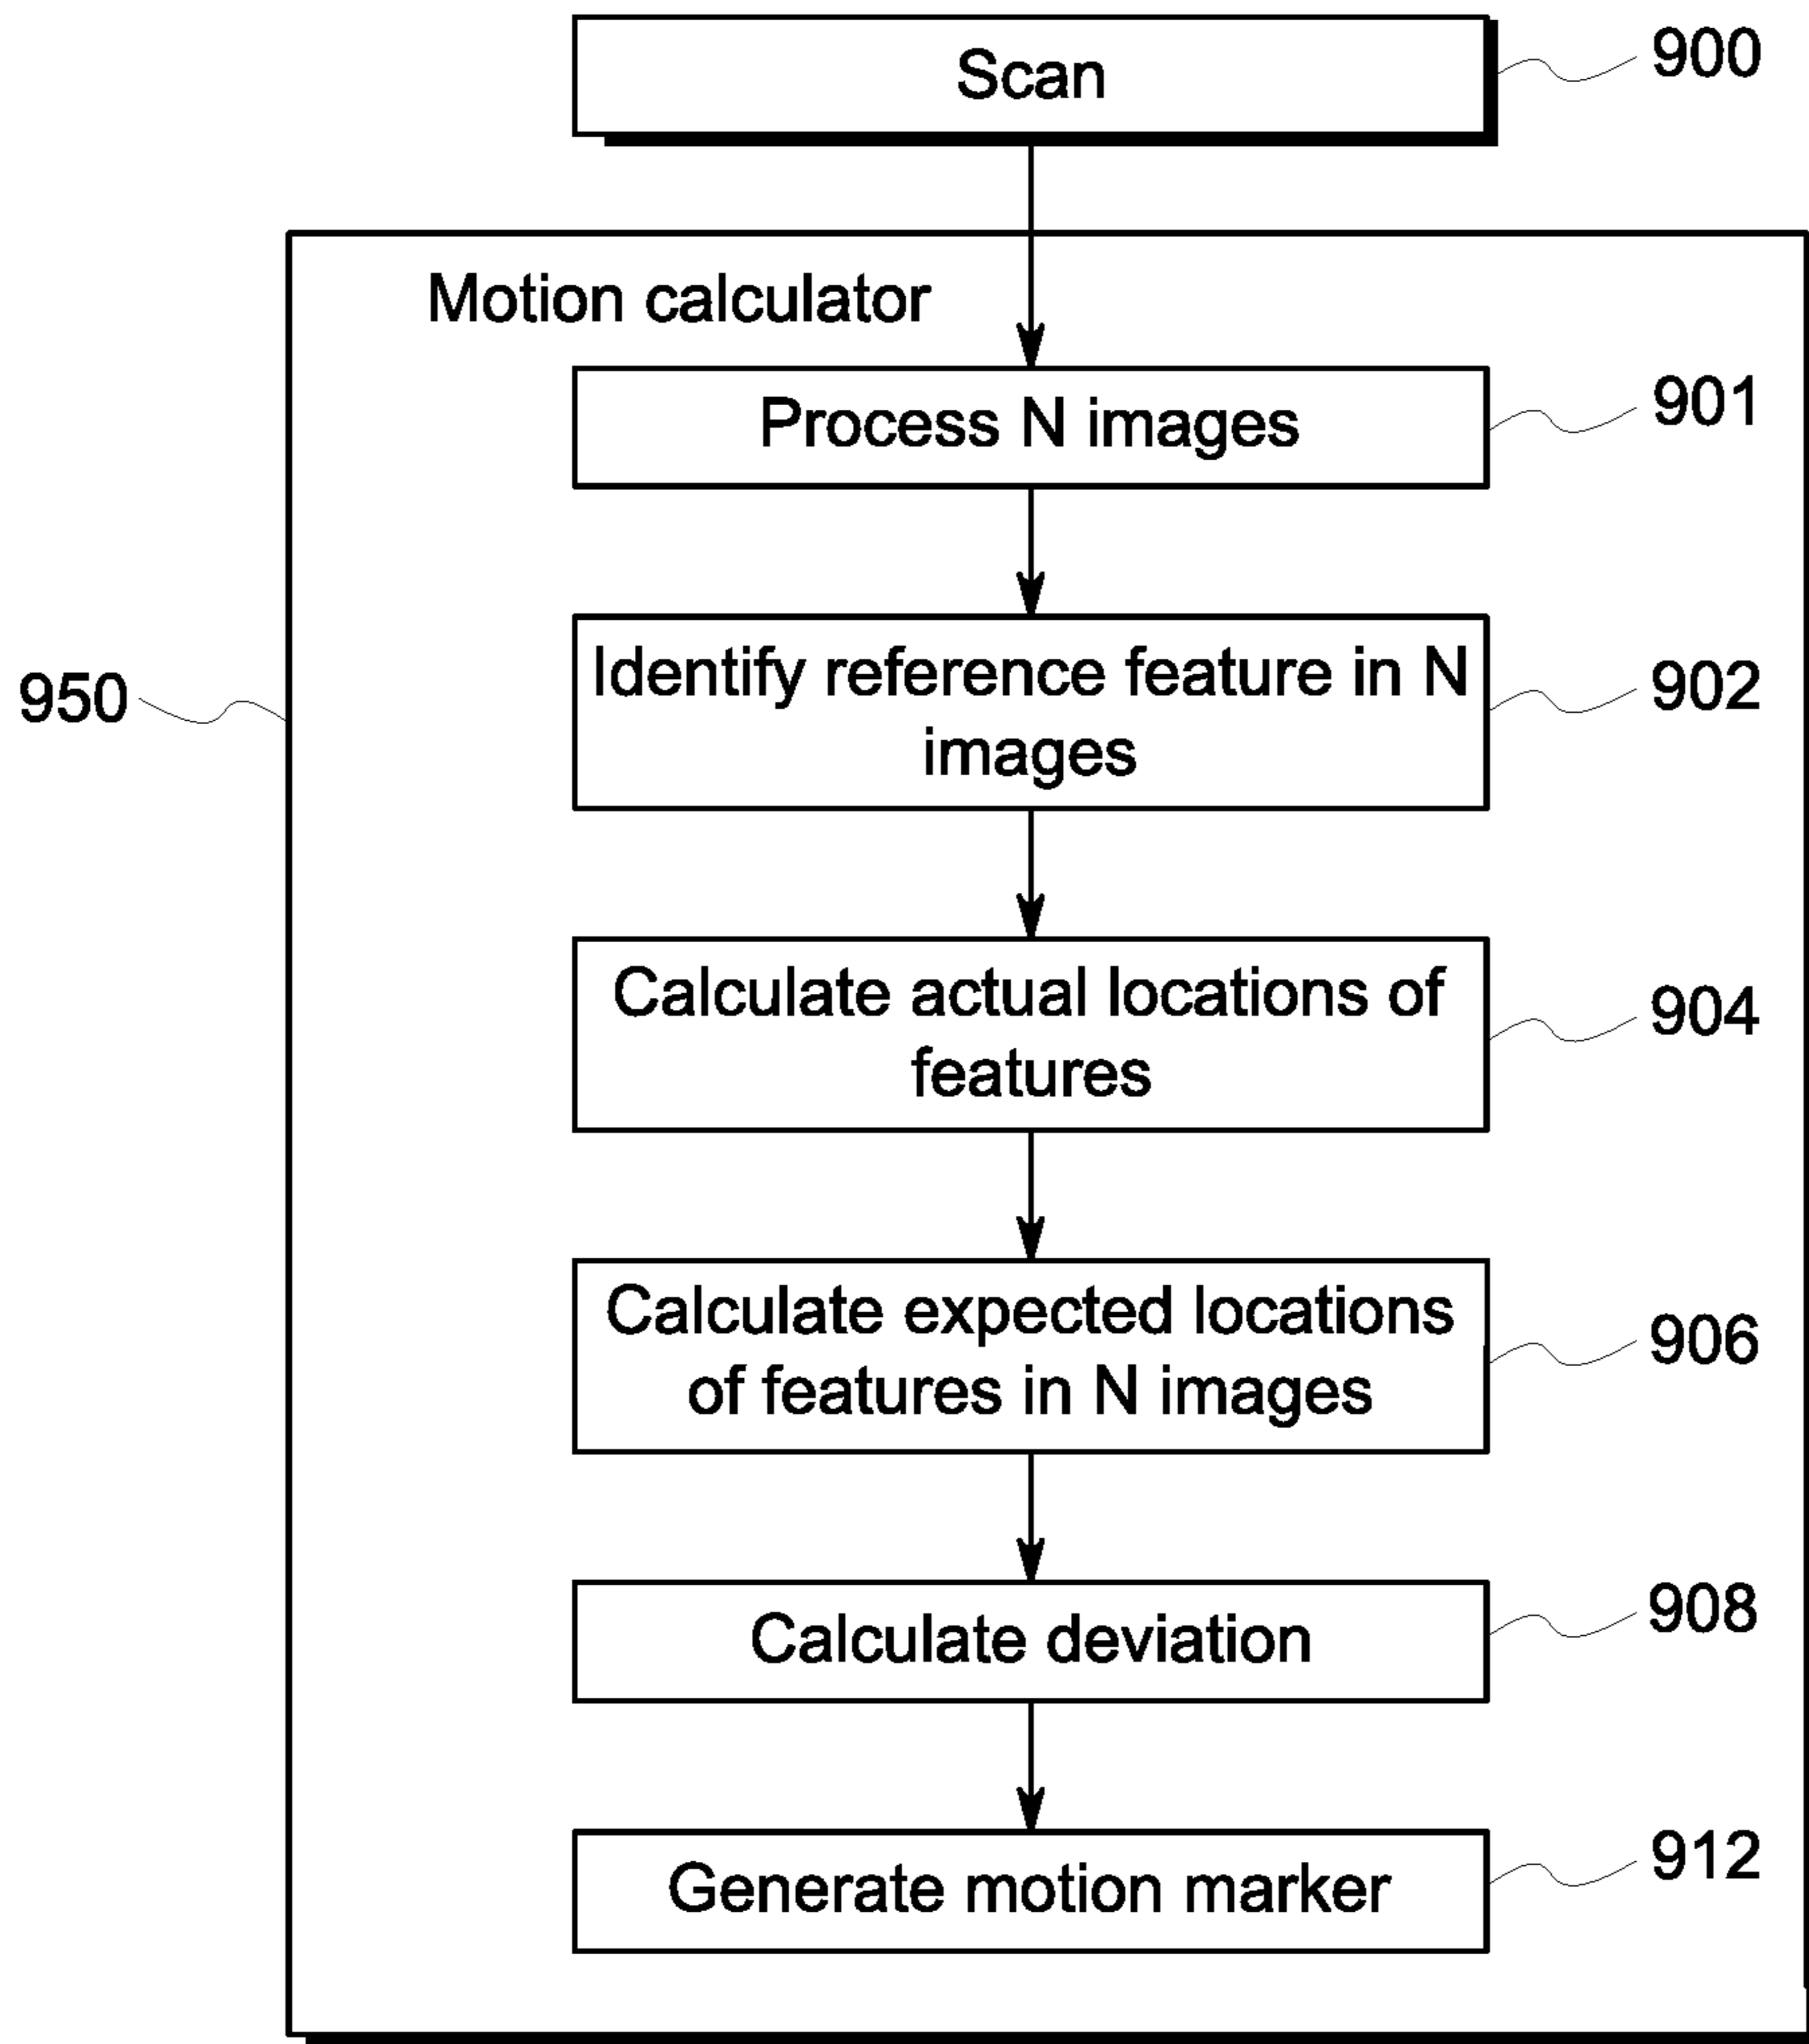 Scan
900
Motion calculator
Process N images
901
Identify reference feature in N
images
902
950
Calculate actual locations of
features
904
Calculate expected locations
of features in N images
906
Calculate deviation
908
Generate motion marker
912